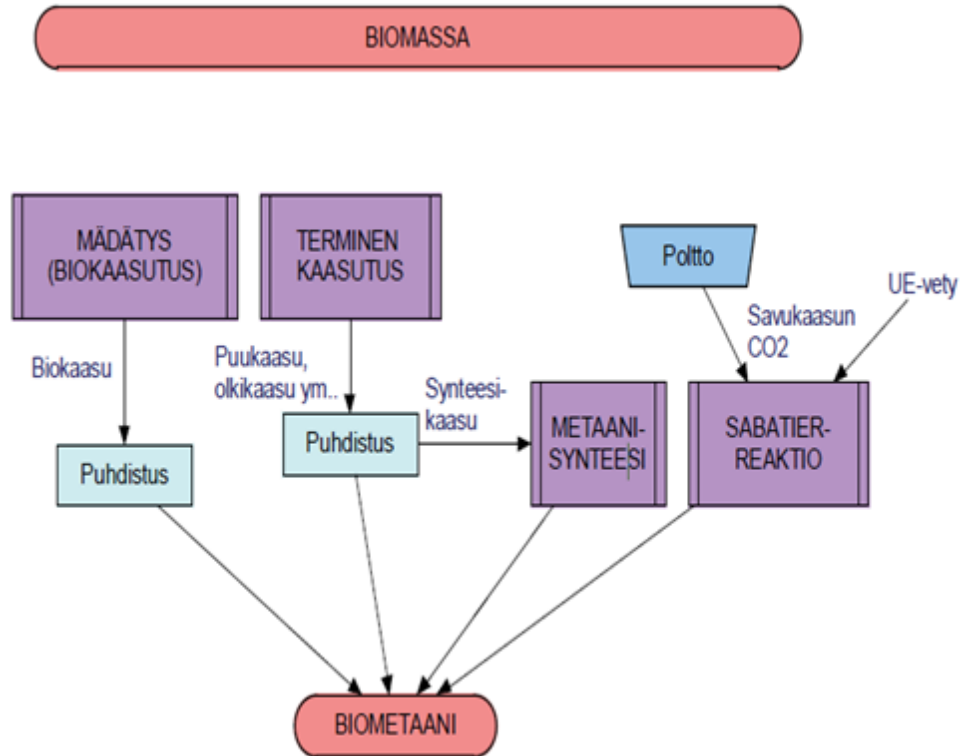 BIOMASSA
MÄDÄTYS
(BIOKAASUTUS)
TERMINEN
KAASUTUS
Poltto
UE-vety
Savukaasun
CO2
Biokaasu
Puukaasu,
olkikaasu ym..
Synteesi-
kaasu
Puhdistus
Puhdistus
METAANI-
SYNTEESI
SABATIER-
REAKTIO
BIOMETAANI